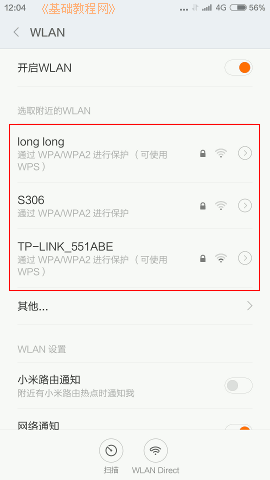 12:04 《基础教程网》 ... 4G 56%
WLAN
开启WLAN
选取附近的WLAN
long long
通过 WPA/WPA2 进行保护（可使用
WPS）
S306
通过 WPA/WPA2 进行保护
TP-LINK_551ABE
通过 WPA/WPA2 进行保护（可使用
WPS）
其他...
WLAN 设置
小米路由通知
附近有小米路由热点时通知我
网络通知
扫描 WLAN Direct